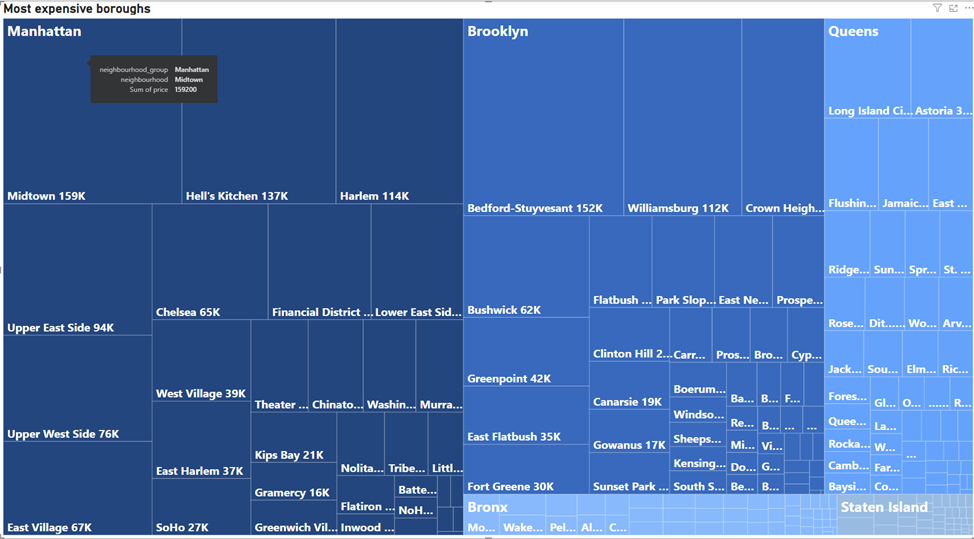 Most expensive boroughs
Manhattan
neighbourhood_group Manhattan
neighbourhood Midtown
Sum of price 159200
Midtown 159K
Hell's Kitchen 137K
Harlem 114K
Upper East Side 94K
Upper West Side 76K
East Village 67K
Chelsea 65K
Financial District ...
Lower East Sid...
West Village 39K
East Harlem 37K
SoHo 27K
Theater ...
Chinato...
Washin...
Murra...
Kips Bay 21K
Gramercy 16K
Greenwich Vil...
Nolita...
Tribe...
Littl...
Flatiron ...
Inwood ...
Batte...
NoH...
Brooklyn
Bedford-Stuyvesant 152K
Williamsburg 112K
Crown Heigh...
Bushwick 62K
Greenpoint 42K
East Flatbush 35K
Fort Greene 30K
Flatbush ...
Park Slop...
East Ne...
Prospe...
Clinton Hill 2...
Carr...
Pros...
Bro...
Cyp...
Canarsie 19K
Gowanus 17K
Sunset Park ...
Boerum...
Windso...
Sheeps...
Kensing...
South S...
Ba...
B...
F...
Re...
B...
...
...
Mi...
Vi...
Do...
G...
Be...
B...
Queens
Long Island Ci...
Astoria 3...
Flushin...
Jamaic...
East ...
Ridge...
Sun...
Spr...
St. ...
Rose...
Dit......
Wo...
Arv...
Jack...
Sou...
Elm...
Ric...
Fores...
Gl...
O...
......
R...
Quee...
La...
Rocka...
W...
...
Camb...
Far...
Baysi...
Co...
Bronx
Mo...
Wake...
Pel...
Al...
C...
Staten Island